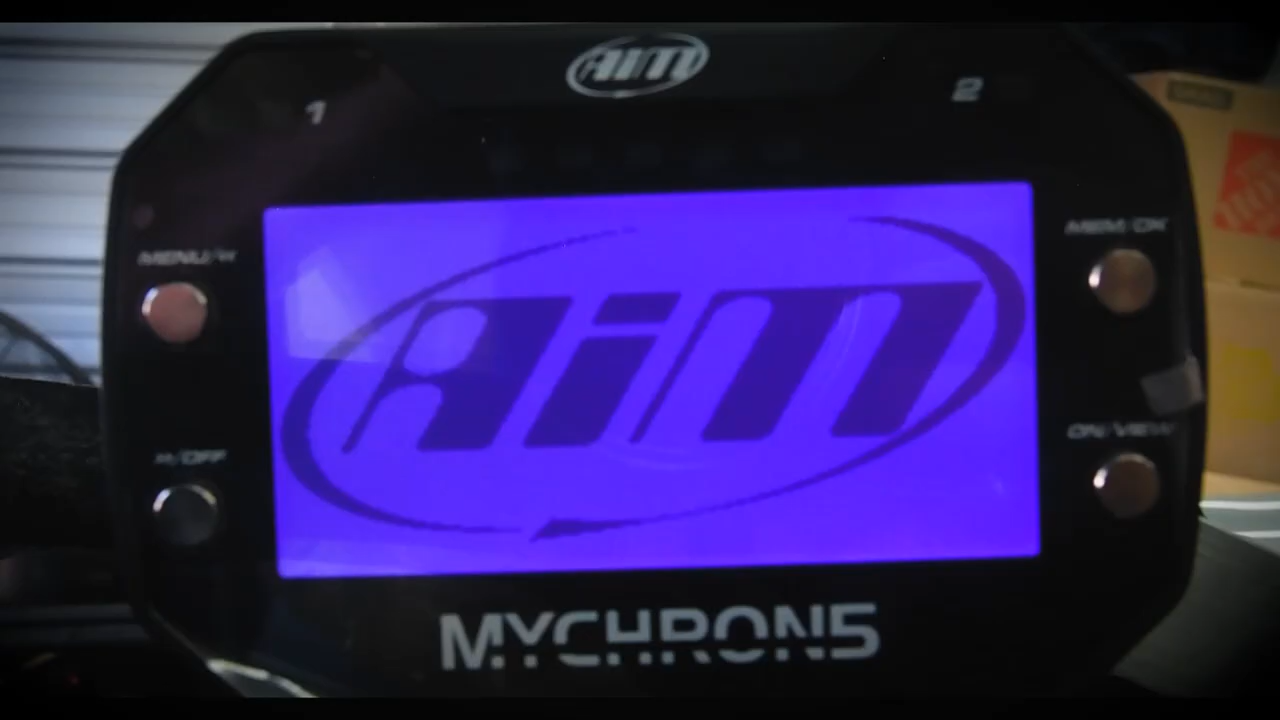 AiM
1
2
MENU/<<
MEM/OK
AiM
>>/OFF
ON/VIEW
MYCHRON5